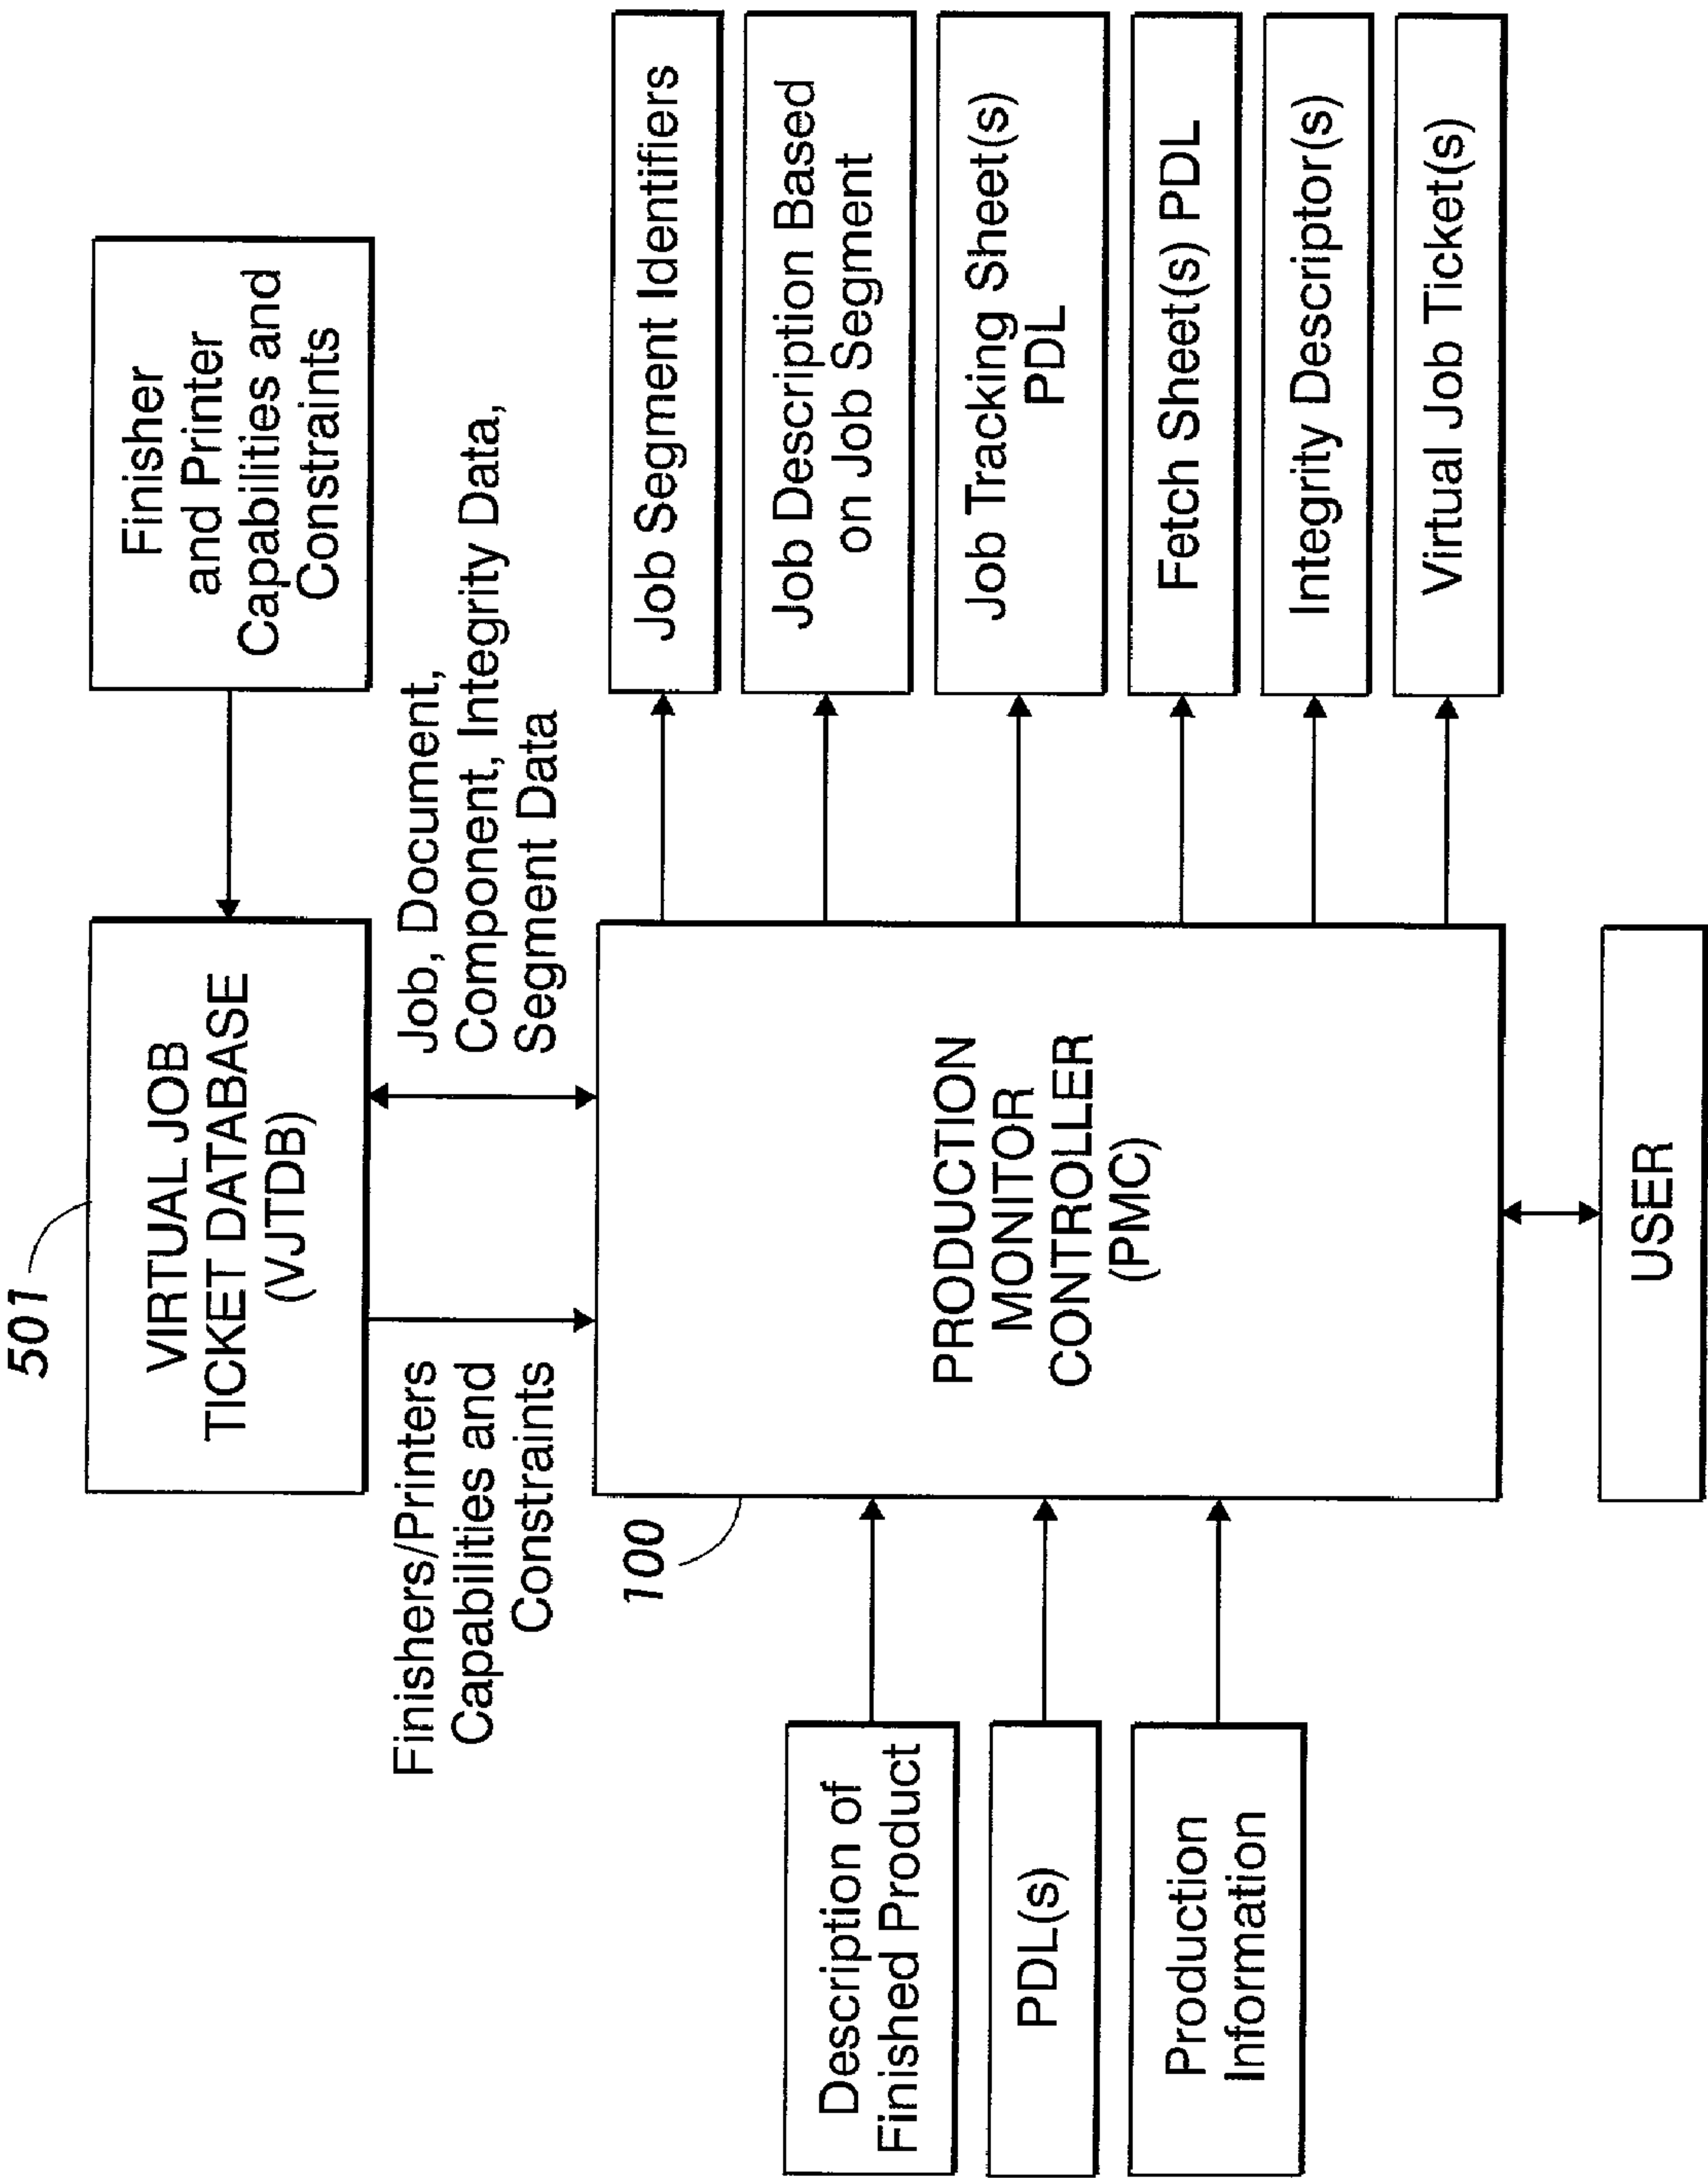 501
VIRTUAL JOB
TICKET DATABASE
(VJTDB)
Finisher
and Printer
Capabilities and
Constraints
Finishers/Printers
Capabilities and
Constraints
Job, Document,
Component, Integrity Data,
Segment Data
100
Description of
Finished Product
PDL(s)
Production
Information
PRODUCTION
MONITOR
CONTROLLER
(PMC)
Job Segment Identifiers
Job Description Based
on Job Segment
Job Tracking Sheet(s)
PDL
Fetch Sheet(s) PDL
Integrity Descriptor(s)
Virtual Job Ticket(s)
USER